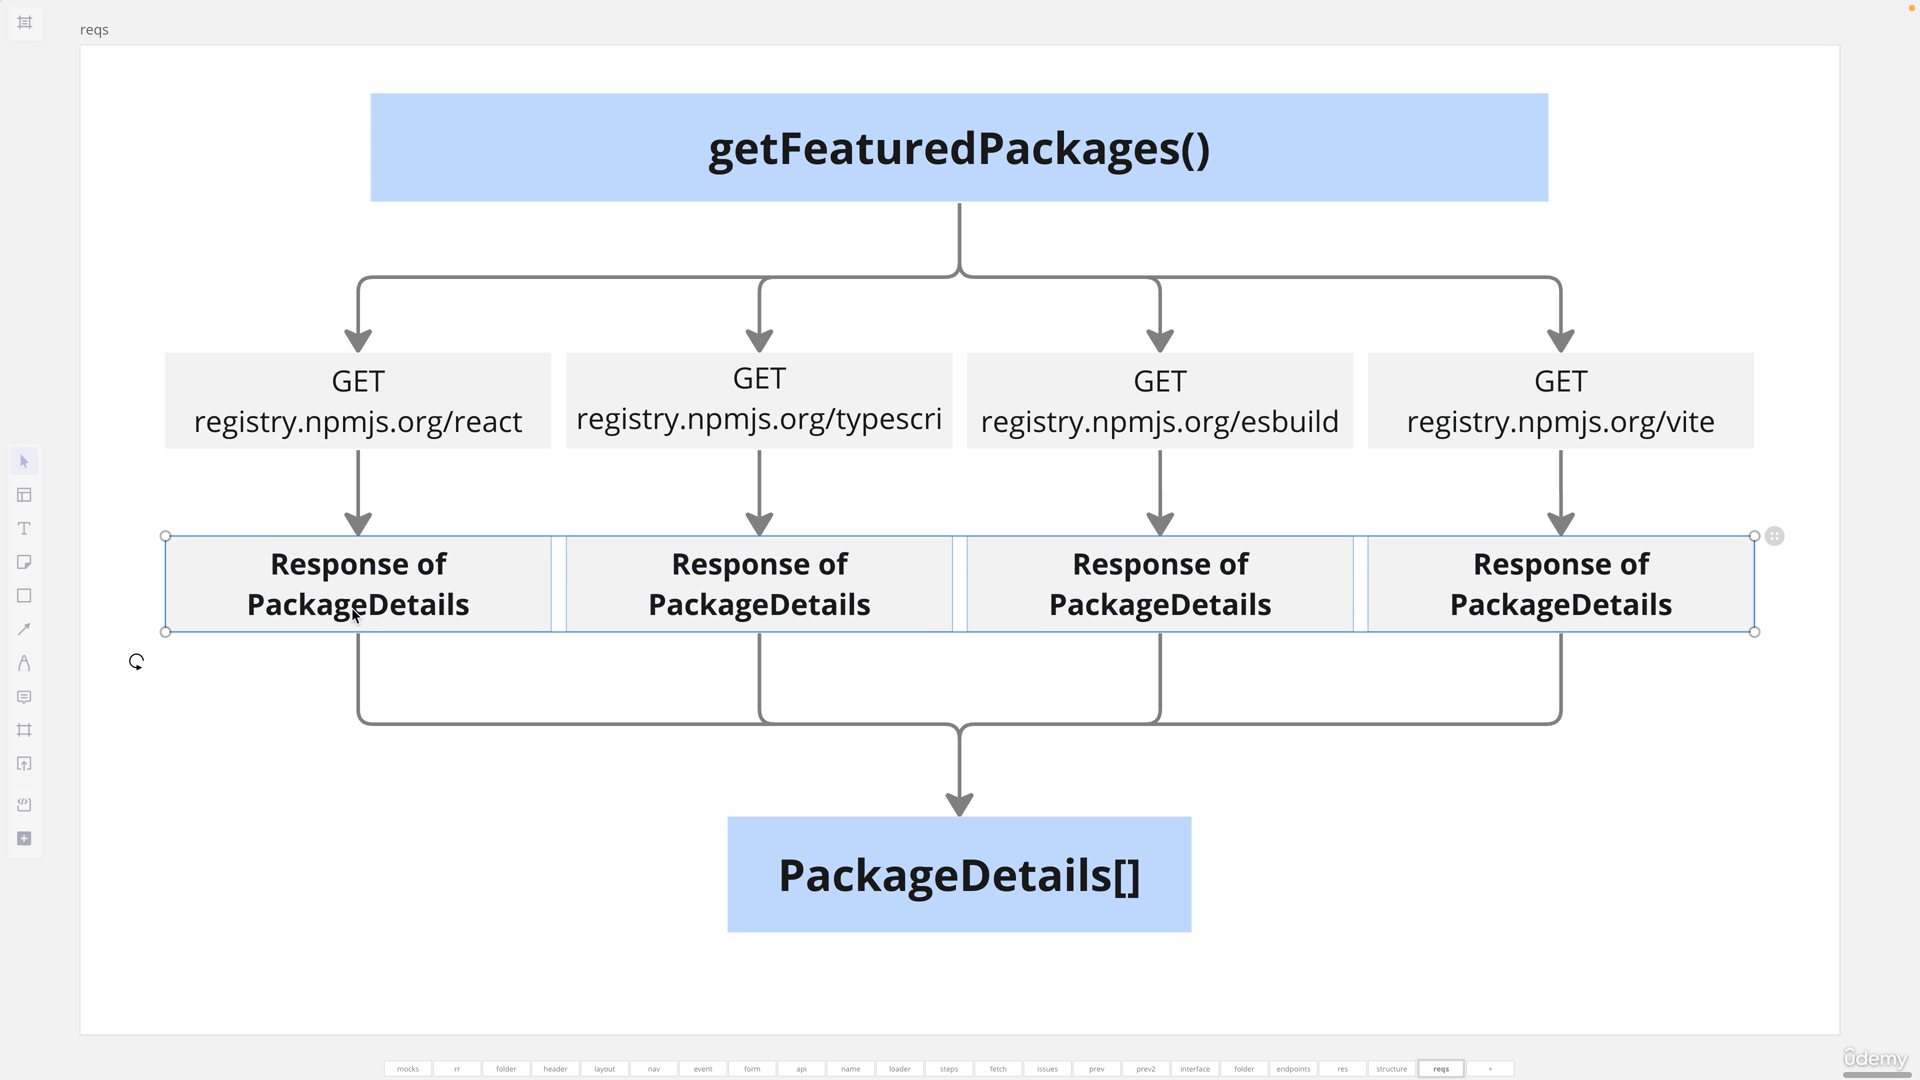 reqs
getFeaturedPackages()
GET
registry.npmjs.org/react
GET
registry.npmjs.org/typescri
GET
registry.npmjs.org/esbuild
GET
registry.npmjs.org/vite
Response of
PackageDetails
Response of
PackageDetails
Response of
PackageDetails
Response of
PackageDetails
PackageDetails[]
mocks rr folder header layout nav event form api name loader steps fetch issues prev prev2 interface folder endpoints res structure reqs +
ûdemy